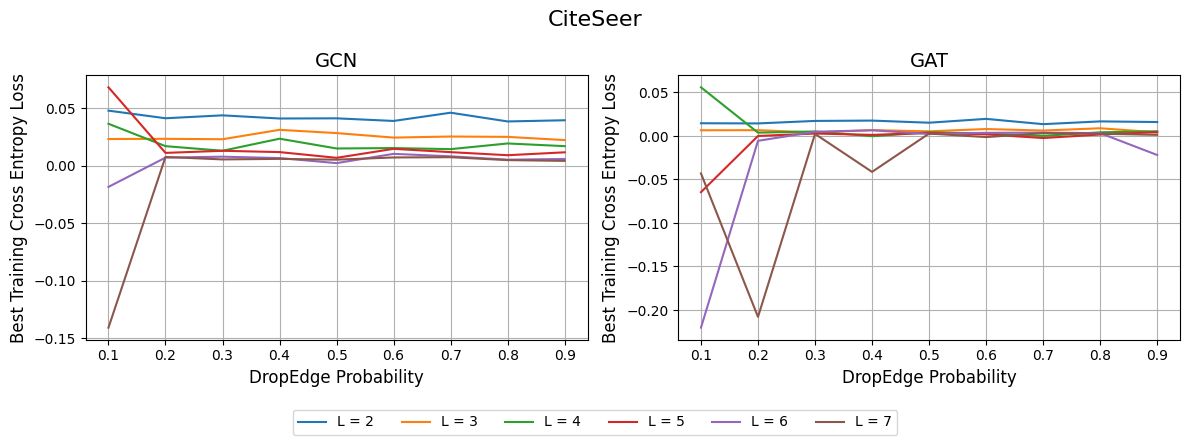 CiteSeer
GCN
Best Training Cross Entropy Loss
0.05
0.00
−0.05
−0.10
−0.15
0.1 0.2 0.3 0.4 0.5 0.6 0.7 0.8 0.9
DropEdge Probability
GAT
Best Training Cross Entropy Loss
0.05
0.00
−0.05
−0.10
−0.15
−0.20
0.1 0.2 0.3 0.4 0.5 0.6 0.7 0.8 0.9
DropEdge Probability
L = 2 L = 3 L = 4 L = 5 L = 6 L = 7